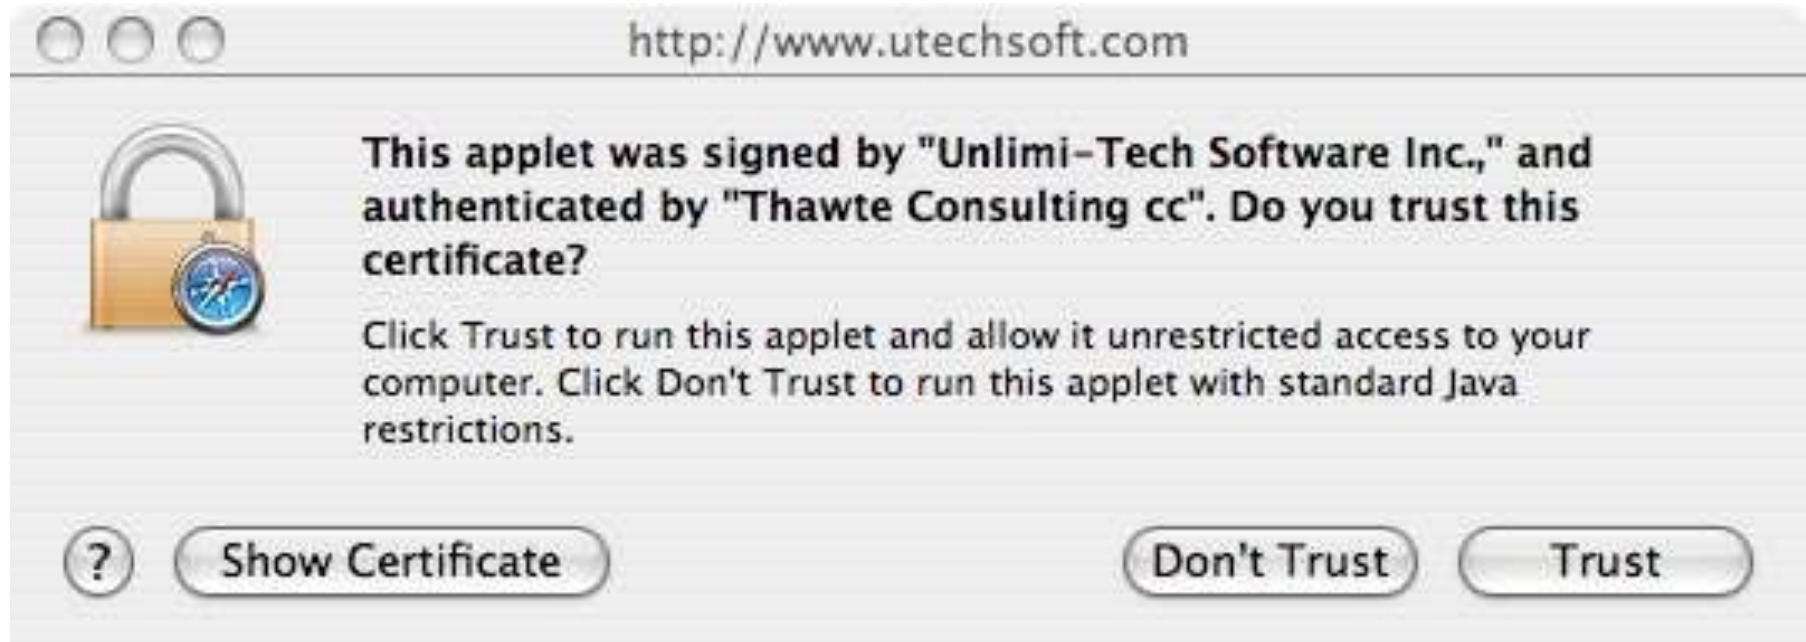 http://www.utechsoft.com
This applet was signed by "Unlimi-Tech Software Inc.," and
authenticated by "Thawte Consulting cc". Do you trust this
certificate?
Click Trust to run this applet and allow it unrestricted access to your
computer. Click Don't Trust to run this applet with standard Java
restrictions.
? Show Certificate Don't Trust Trust